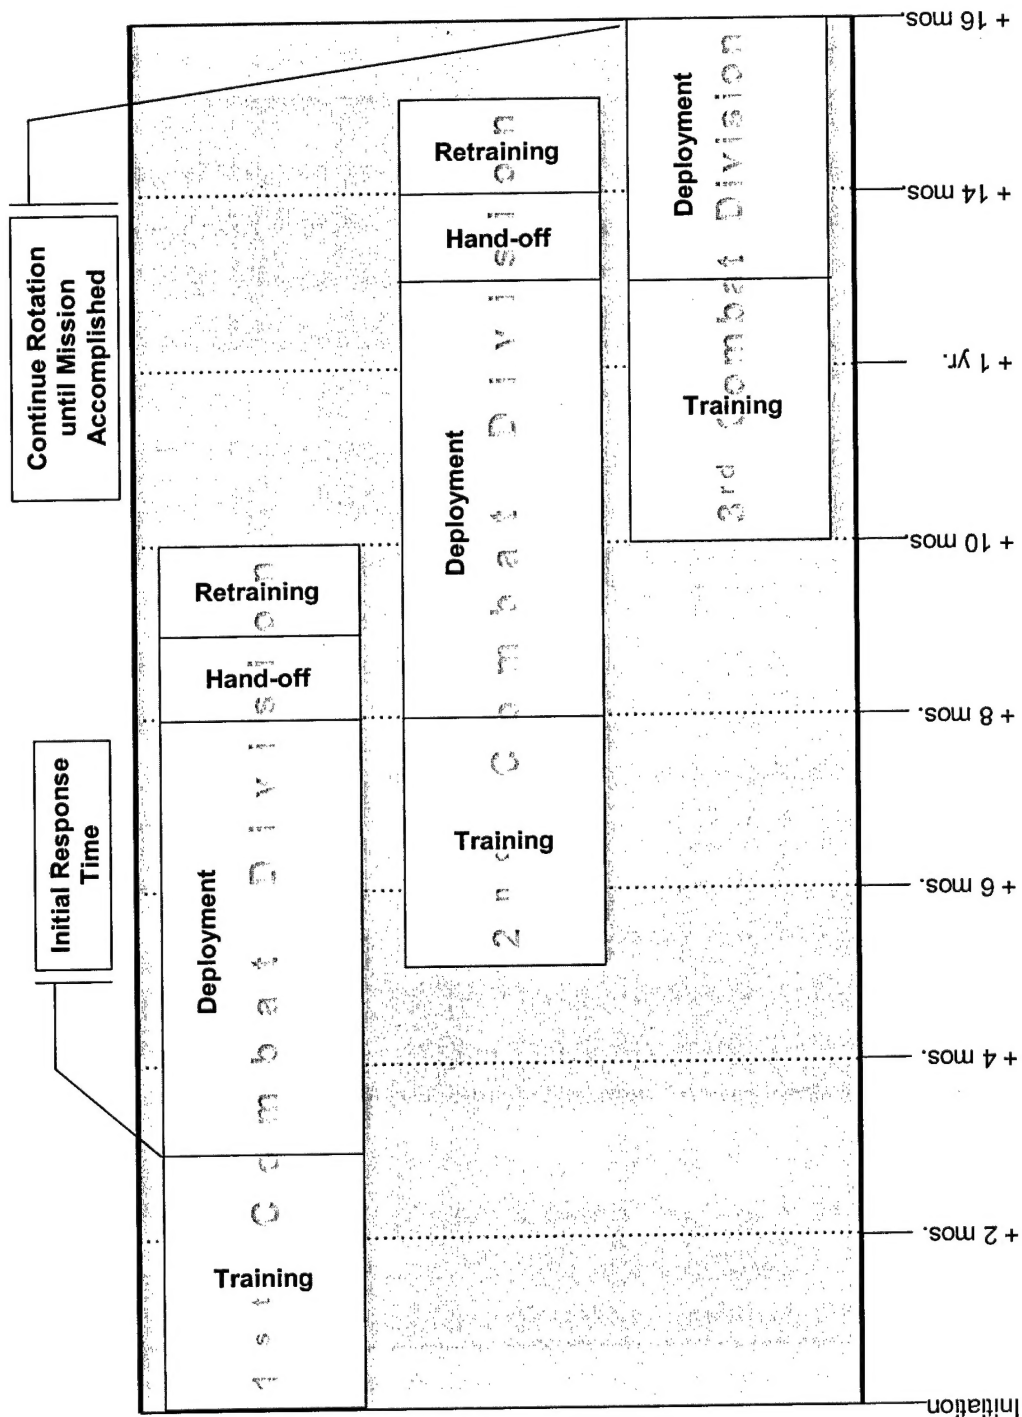 Continue Rotation
until Mission
Accomplished
Initial Response
Time
1st Combat Division
Training
Deployment
Hand-off
Retraining
2nd Combat Division
Training
Deployment
Hand-off
Retraining
3rd Combat Division
Training
Deployment
Initiation
+ 2 mos.
+ 4 mos.
+ 6 mos.
+ 8 mos.
+ 10 mos.
+ 1 yr.
+ 14 mos.
+ 16 mos.